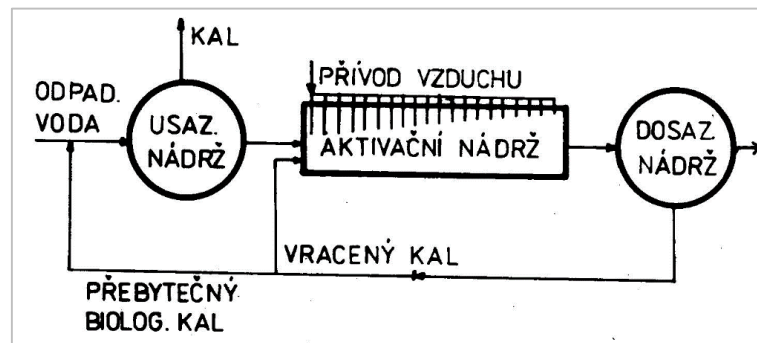 KAL
PŘÍVOD VZDUCHU
ODPAD.
VODA
USAZ.
NÁDRŽ
AKTIVAČNÍ NÁDRŽ
DOSAZ.
NÁDRŽ
VRACENÝ KAL
PŘEBYTEČNÝ
BIOLOG. KAL